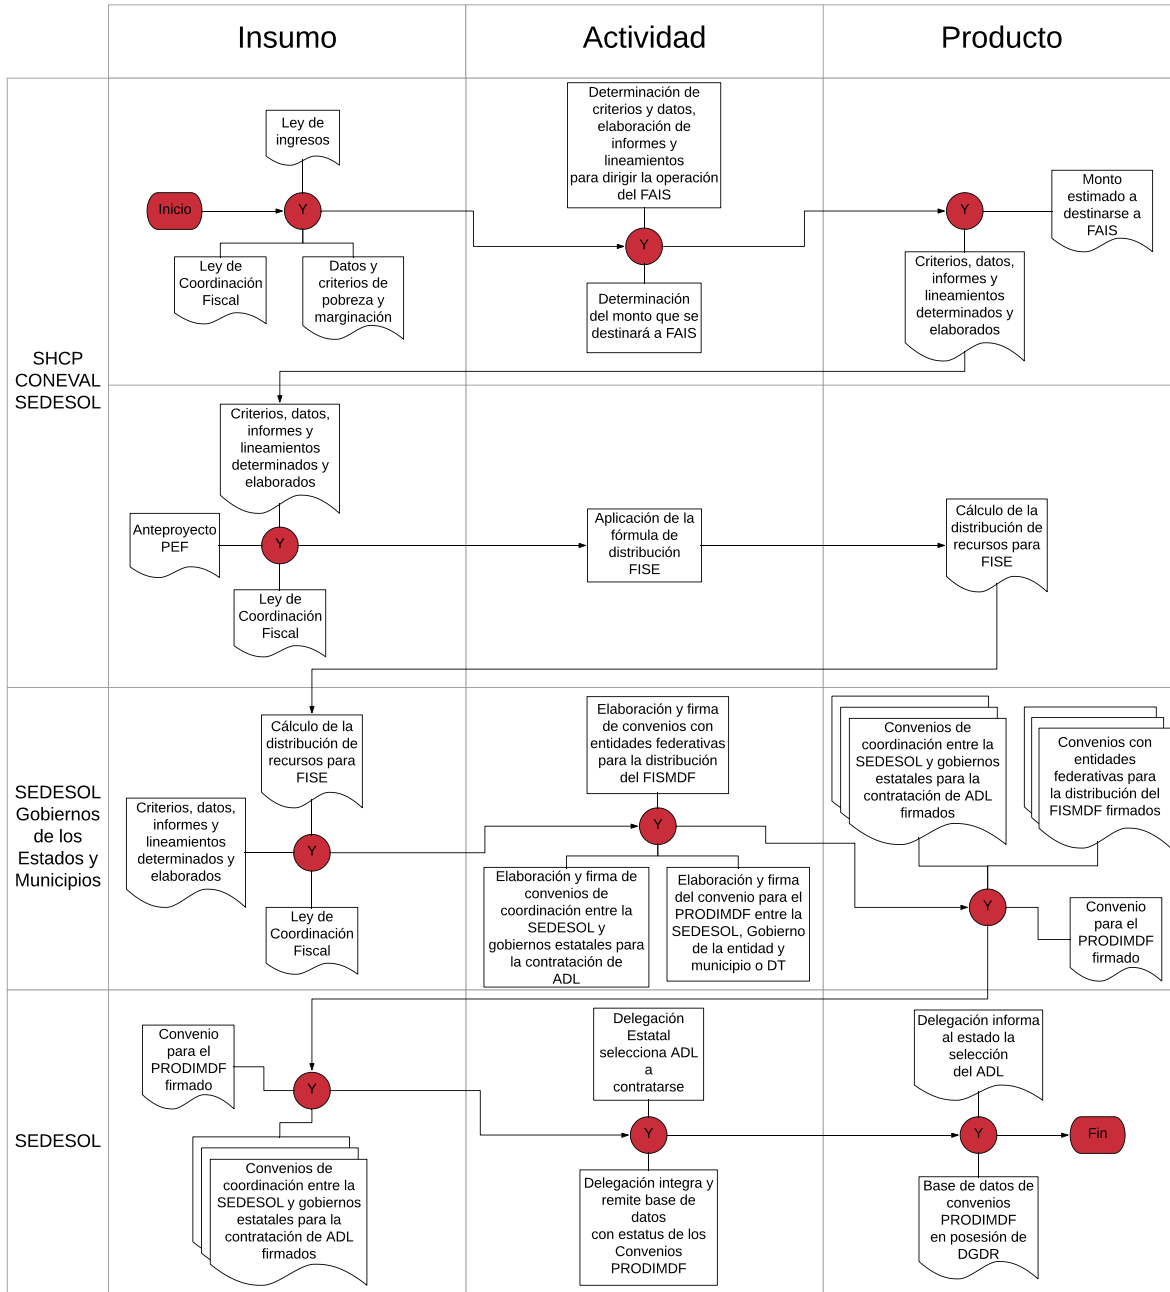 Insumo
Actividad
Producto
SHCP
CONEVAL
SEDESOL
Ley de
ingresos
Inicio
Y
Ley de
Coordinación
Fiscal
Datos y
criterios de
pobreza y
marginación
Determinación de
criterios y datos,
elaboración de
informes y
lineamientos
para dirigir la operación
del FAIS
Y
Determinación
del monto que se
destinará a FAIS
Y
Monto
estimado a
destinarse a
FAIS
Criterios, datos,
informes y
lineamientos
determinados y
elaborados
Criterios, datos,
informes y
lineamientos
determinados y
elaborados
Anteproyecto
PEF
Y
Ley de
Coordinación
Fiscal
Aplicación de la
fórmula de
distribución
FISE
Cálculo de la
distribución de
recursos para
FISE
SEDESOL
Gobiernos
de los
Estados y
Municipios
Cálculo de la
distribución de
recursos para
FISE
Criterios, datos,
informes y
lineamientos
determinados y
elaborados
Y
Ley de
Coordinación
Fiscal
Elaboración y firma
de convenios con
entidades federativas
para la distribución
del FISMDF
Y
Elaboración y firma de
convenios de
coordinación entre la
SEDESOL y
gobiernos estatales para
la contratación de
ADL
Elaboración y firma
del convenio para el
PRODIMDF entre la
SEDESOL, Gobierno
de la entidad y
municipio o DT
Convenios de
coordinación entre la
SEDESOL y gobiernos
estatales para la
contratación de ADL
firmados
Convenios con
entidades
federativas para
la distribución del
FISMDF firmados
Y
Convenio
para el
PRODIMDF
firmado
SEDESOL
Convenio
para el
PRODIMDF
firmado
Y
Convenios de
coordinación entre la
SEDESOL y gobiernos
estatales para la
contratación de ADL
firmados
Delegación
Estatal
selecciona ADL
a
contratarse
Y
Delegación integra y
remite base de
datos
con estatus de los
Convenios
PRODIMDF
Delegación informa
al estado la
selección
del ADL
Y
Fin
Base de datos de
convenios
PRODIMDF
en posesión de
DGDR